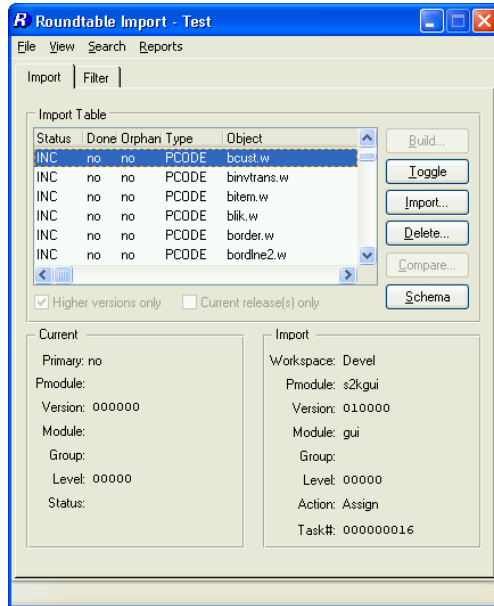 R Roundtable Import - Test
File View Search Reports
Import Filter
Import Table
Status Done Orphan Type Object
INC no no PCODE bcust.w
INC no no PCODE binvtrans.w
INC no no PCODE bitem.w
INC no no PCODE blik.w
INC no no PCODE border.w
INC no no PCODE bordlne2.w
Build...
Toggle
Import...
Delete...
Compare...
Schema
Higher versions only Current release(s) only
Current
Primary: no
Pmodule:
Version: 000000
Module:
Group:
Level: 00000
Status:
Import
Workspace: Devel
Pmodule: s2kgui
Version: 010000
Module: gui
Group:
Level: 00000
Action: Assign
Task#: 000000016